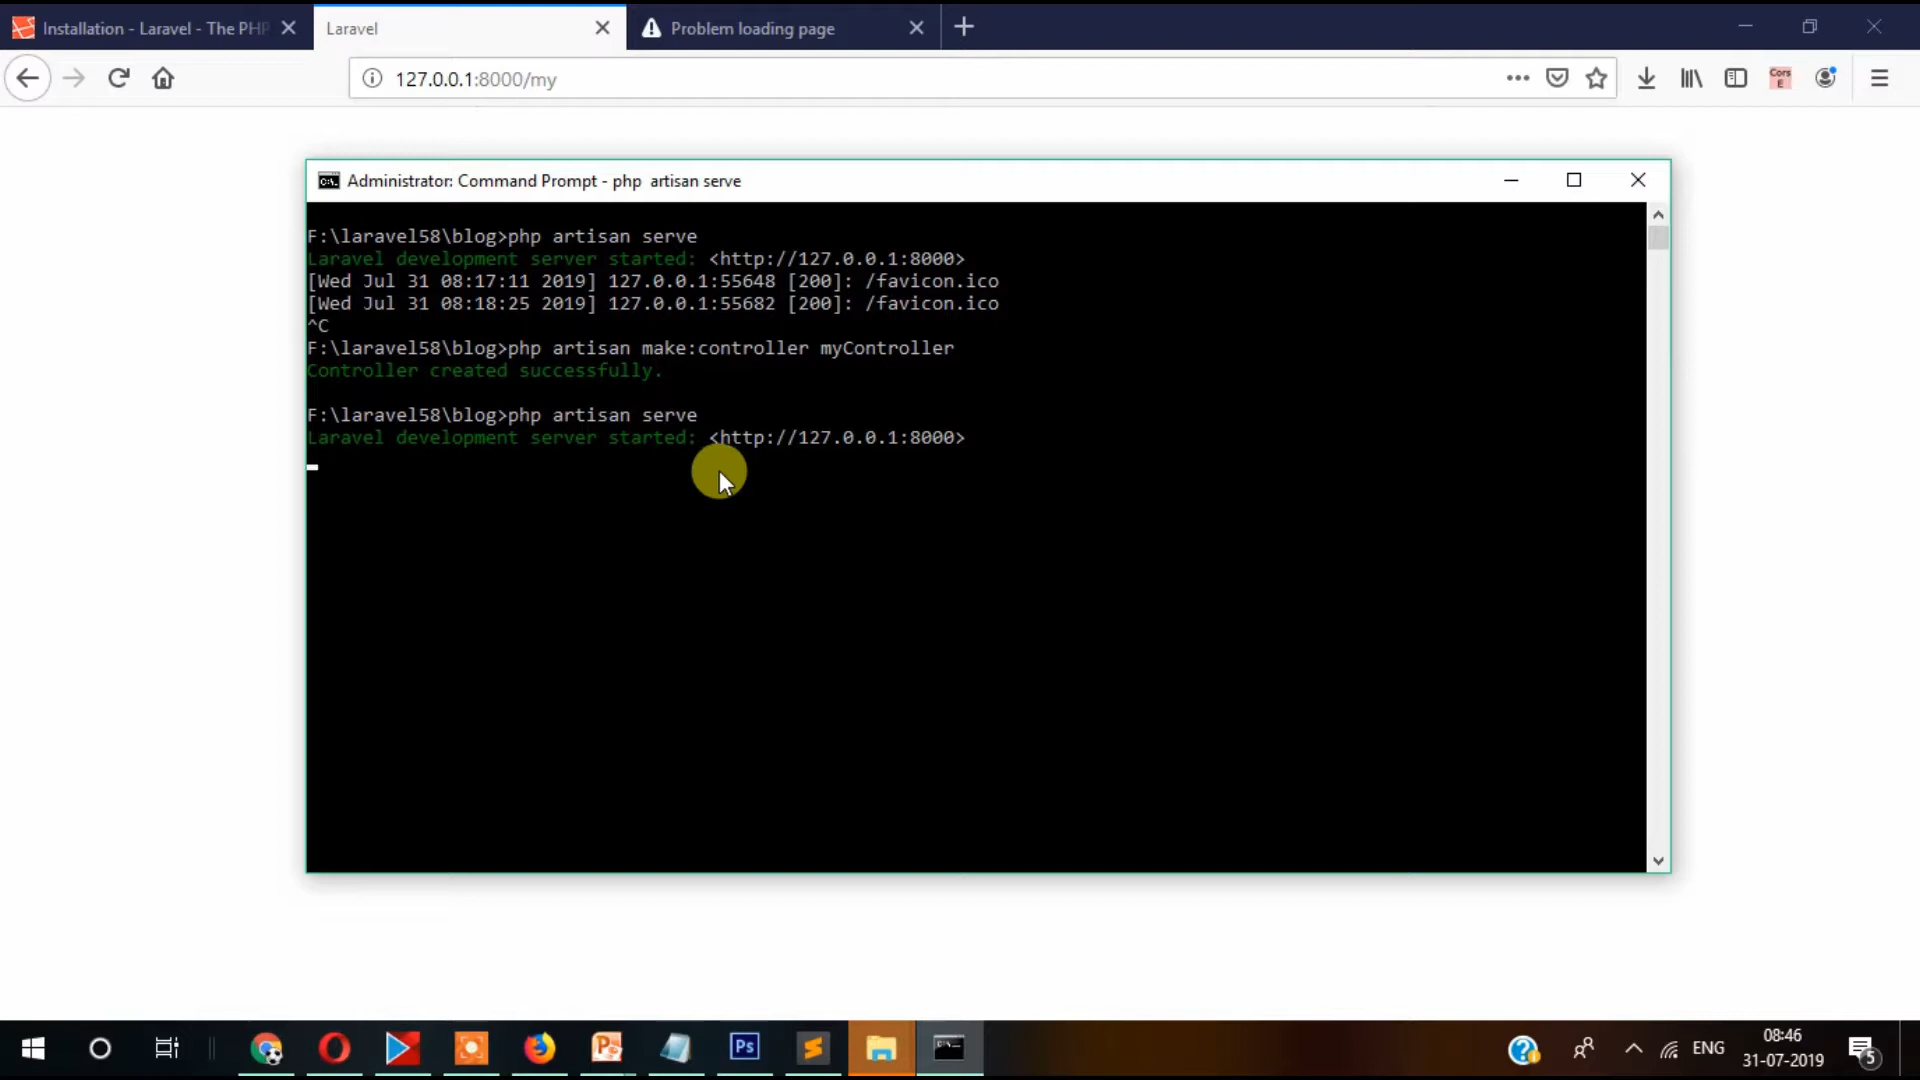 Installation - Laravel - The PHP
Laravel
Problem loading page
127.0.0.1:8000/my
Cors
E
Administrator: Command Prompt - php  artisan serve
F:\laravel58\blog>php artisan serve
Laravel development server started: <http://127.0.0.1:8000>
[Wed Jul 31 08:17:11 2019] 127.0.0.1:55648 [200]: /favicon.ico
[Wed Jul 31 08:18:25 2019] 127.0.0.1:55682 [200]: /favicon.ico
^C
F:\laravel58\blog>php artisan make:controller myController
Controller created successfully.
F:\laravel58\blog>php artisan serve
Laravel development server started: <http://127.0.0.1:8000>
Ps
ENG
08:46
31-07-2019
5